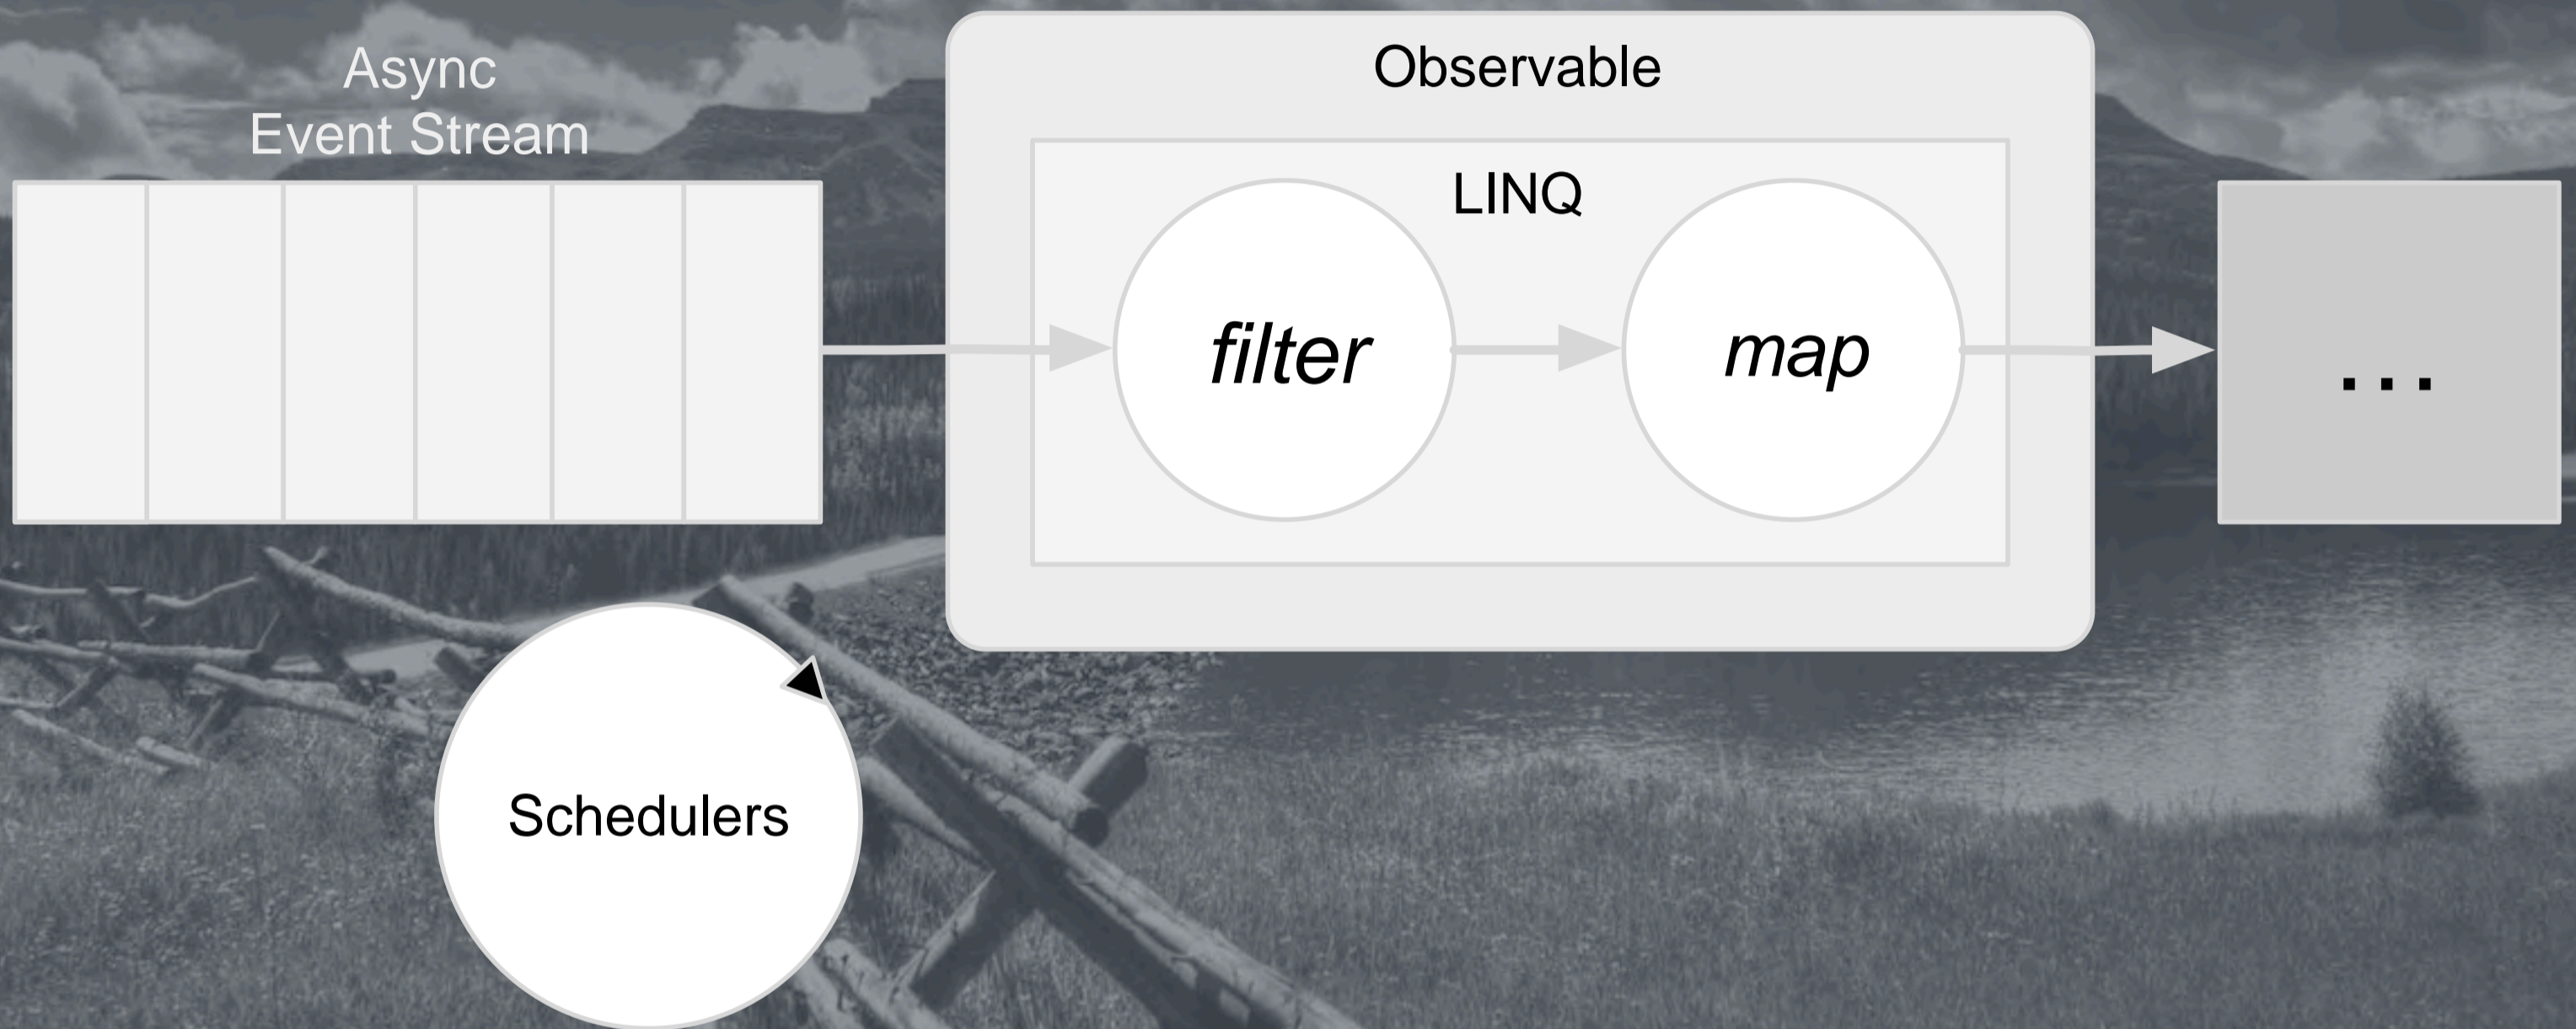 Async
Event Stream
Observable
LINQ
filter
map
...
Schedulers